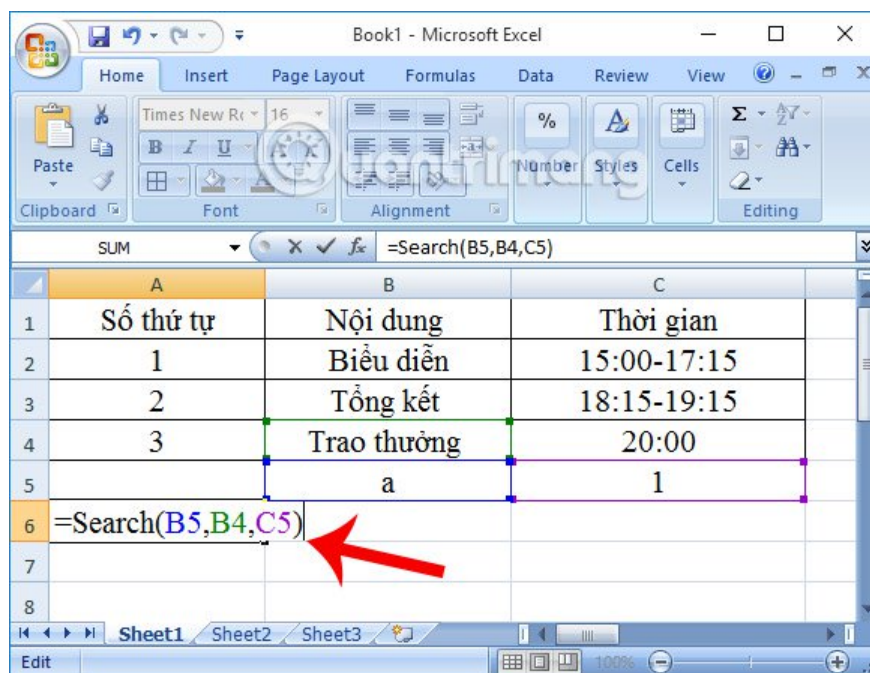 Book1 - Microsoft Excel
Home Insert Page Layout Formulas Data Review View
Times New Ro 16
B I U
Paste
% Number
Styles
Cells
Σ
Clipboard Font Alignment Editing
Quantrimang
SUM fx =Search(B5,B4,C5)
A B C
1 Số thứ tự Nội dung Thời gian
2 1 Biểu diễn 15:00-17:15
3 2 Tổng kết 18:15-19:15
4 3 Trao thưởng 20:00
5 a 1
6 =Search(B5,B4,C5)
7
8
Sheet1 Sheet2 Sheet3
Edit 100%